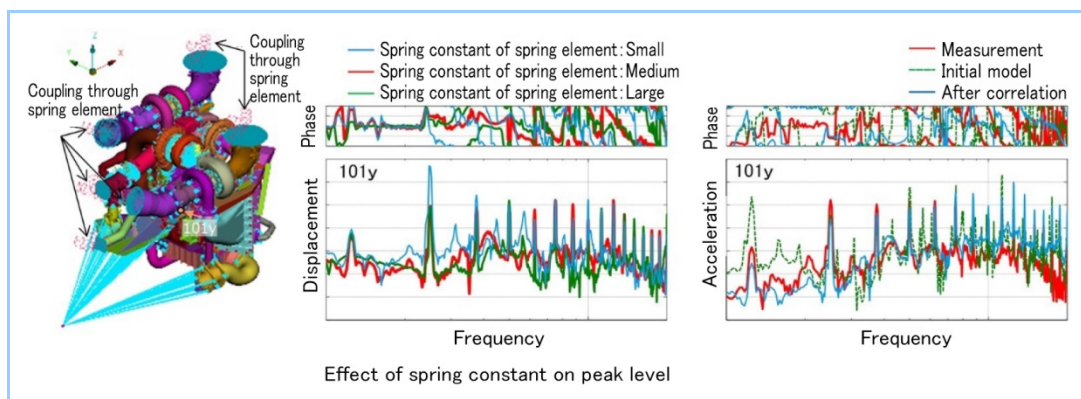 Z
Y
X
Coupling through
spring element
Coupling
through
spring
element
101y
Spring constant of spring element: Small
Spring constant of spring element: Medium
Spring constant of spring element: Large
Phase
101y
Displacement
Frequency
Effect of spring constant on peak level
Measurement
Initial model
After correlation
Phase
101y
Acceleration
Frequency